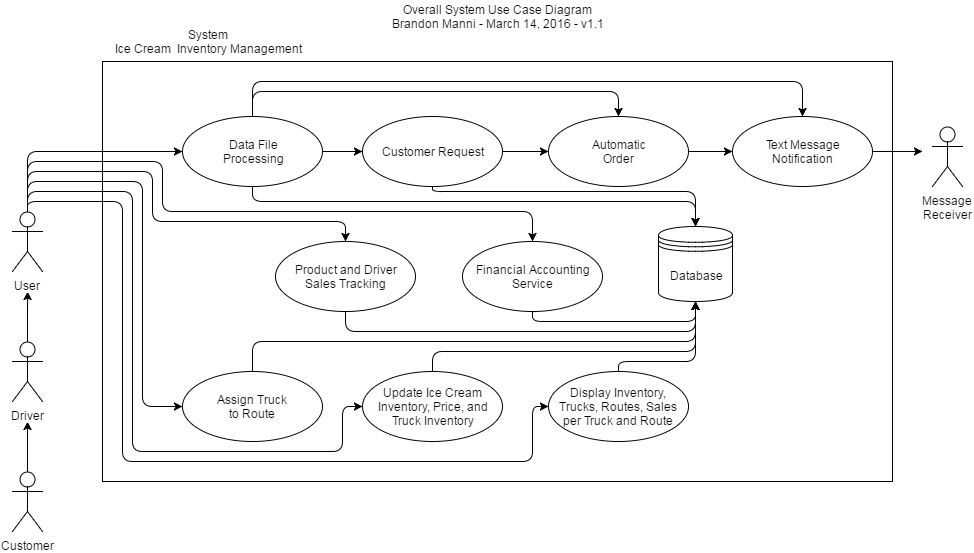 Overall System Use Case Diagram
Brandon Manni - March 14, 2016 - v1.1
System
Ice Cream Inventory Management
Data File
Processing
Customer Request
Automatic
Order
Text Message
Notification
Message
Receiver
User
Product and Driver
Sales Tracking
Financial Accounting
Service
Database
Driver
Assign Truck
to Route
Update Ice Cream
Inventory, Price, and
Truck Inventory
Display Inventory,
Trucks, Routes, Sales
per Truck and Route
Customer